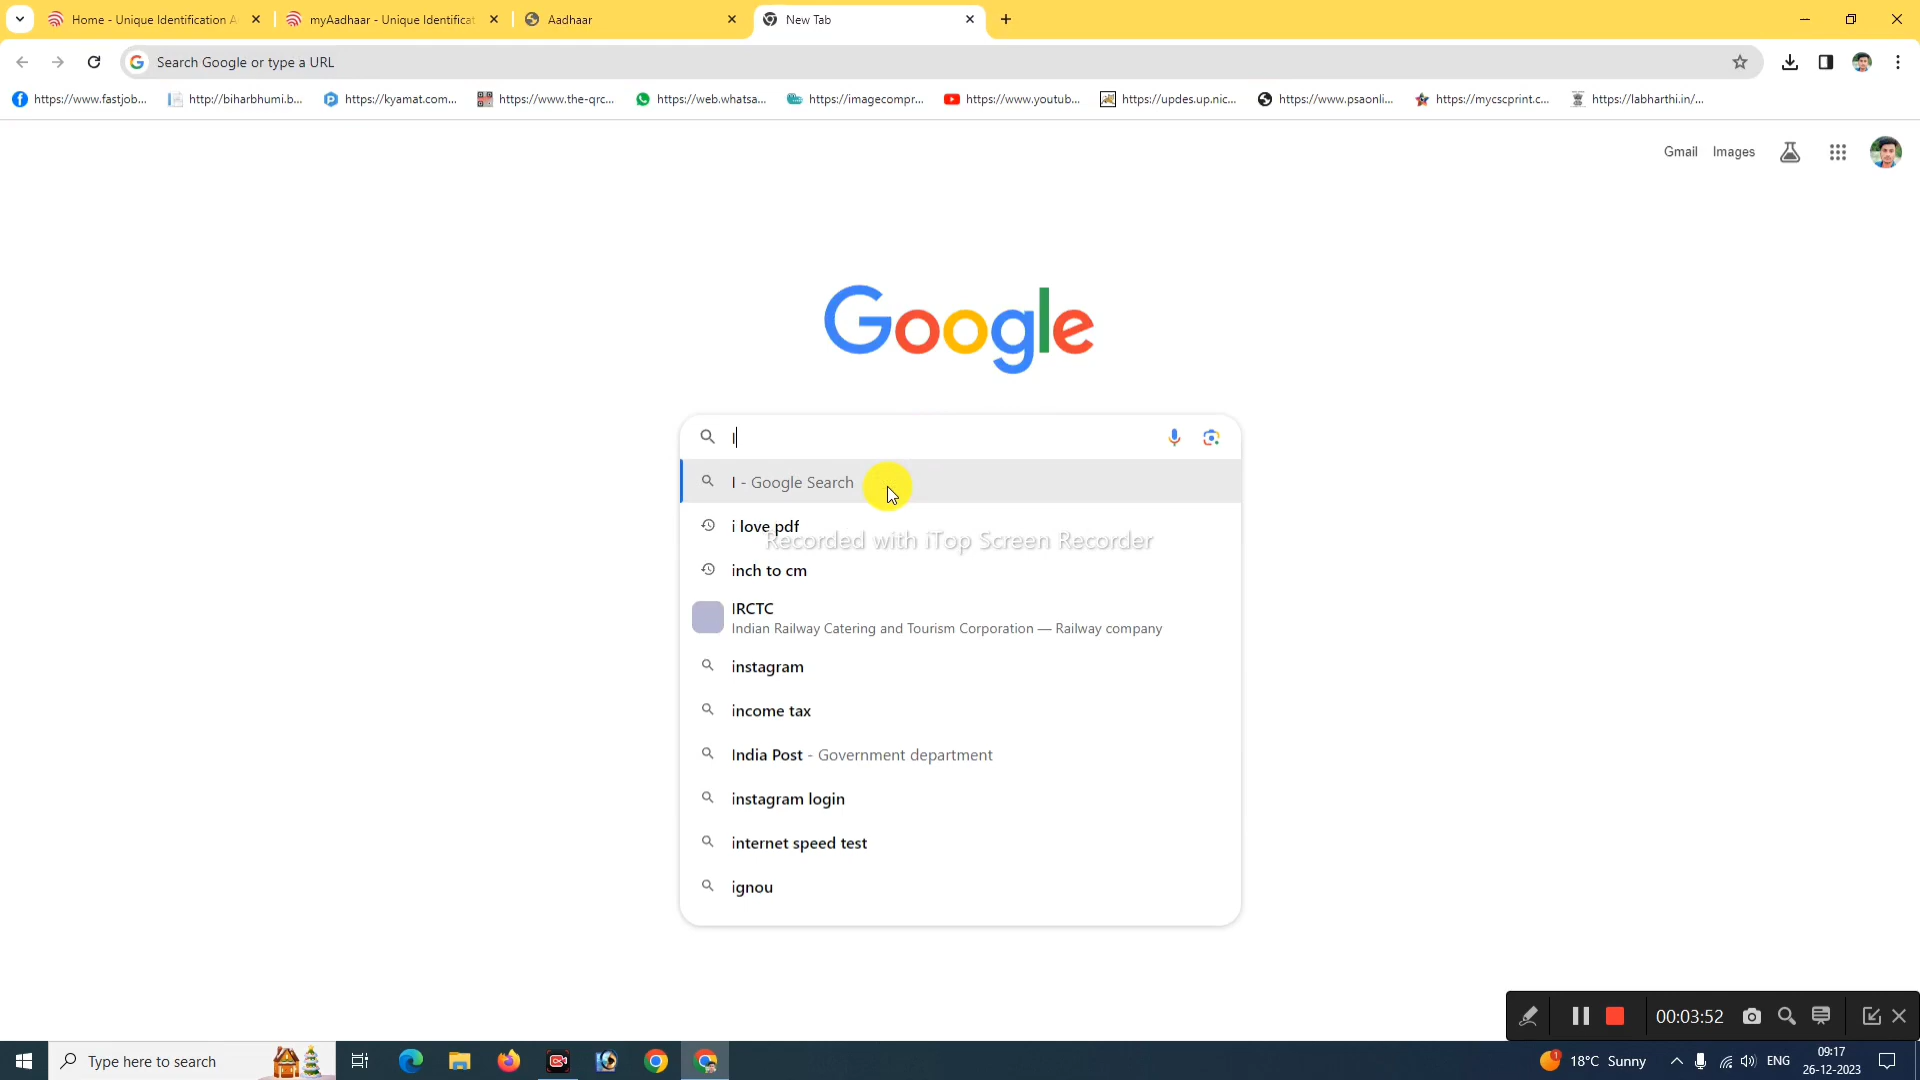 Home - Unique Identification A
myAadhaar - Unique Identificat
Aadhaar
New Tab
Search Google or type a URL
https://www.fastjob...
http://biharbhumi.b...
https://kyamat.com...
https://www.the-qrc...
https://web.whatsa...
https://imagecompr...
https://www.youtub...
https://updes.up.nic...
https://www.psaonli...
https://mycscprint.c...
https://labharthi.in/...
Gmail Images
Google
I
I - Google Search
i love pdf
Recorded with iTop Screen Recorder
inch to cm
IRCTC
Indian Railway Catering and Tourism Corporation — Railway company
instagram
income tax
India Post - Government department
instagram login
internet speed test
ignou
00:03:52
Type here to search
18°C Sunny
ENG
09:17
26-12-2023